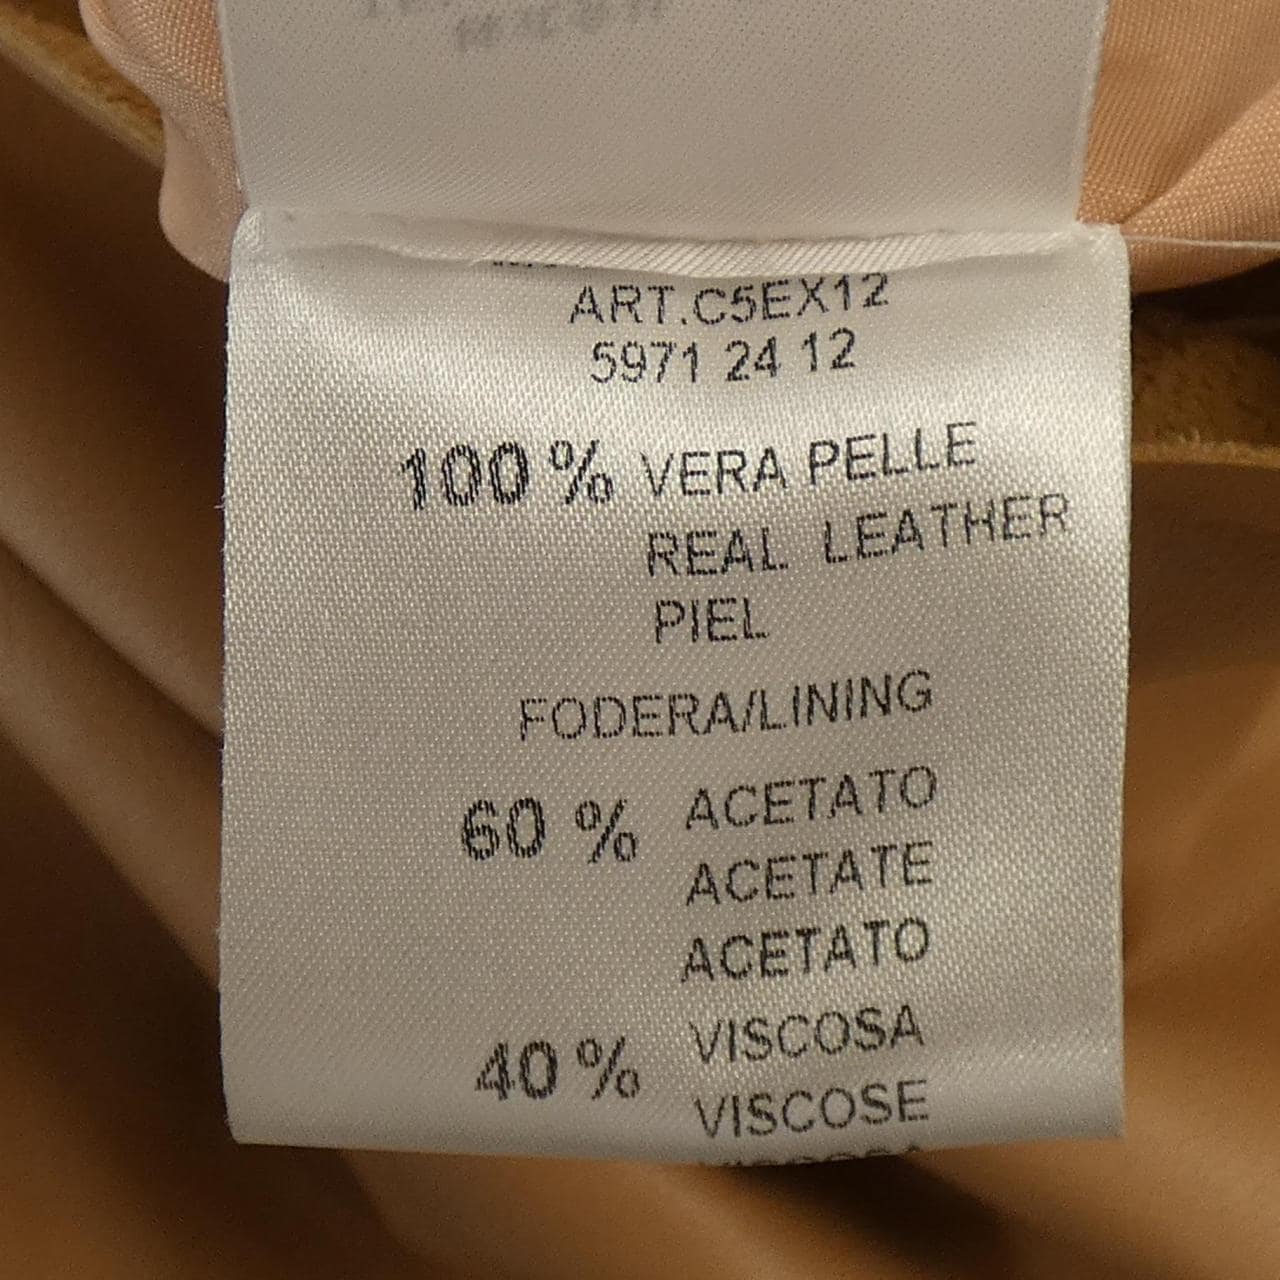 ART.C5EX12
5971 24 12
100% VERA PELLE
REAL LEATHER
PIEL
FODERA/LINING
60 % ACETATO
ACETATE
ACETATO
40 % VISCOSA
VISCOSE